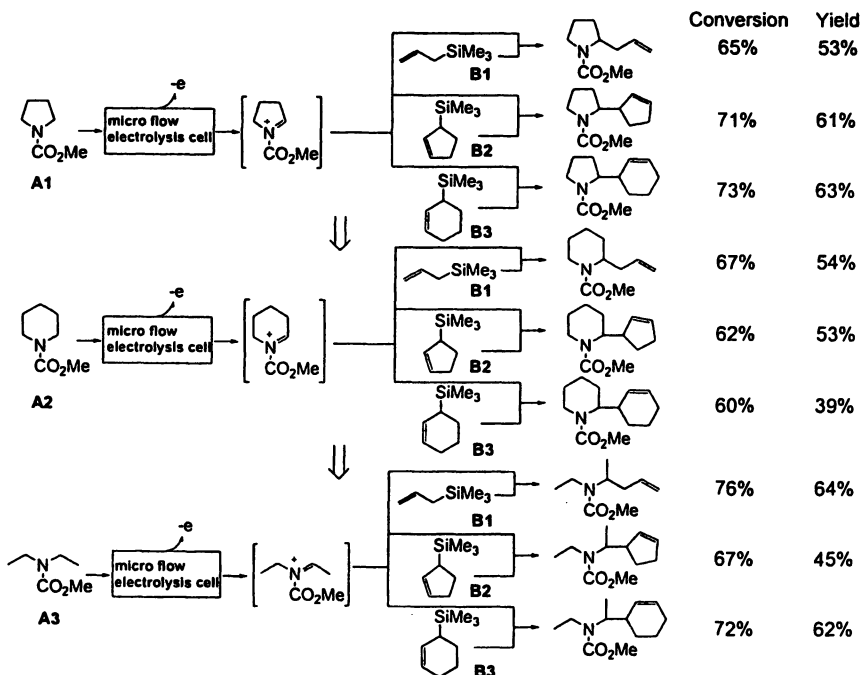 Conversion Yield
SiMe3
B1
65% 53%
N
CO2Me
-e
micro flow
electrolysis cell
N
CO2Me
A1
N
+
CO2Me
SiMe3
B2
N
CO2Me
71% 61%
SiMe3
B3
N
CO2Me
73% 63%
SiMe3
B1
N
CO2Me
67% 54%
-e
micro flow
electrolysis cell
N
CO2Me
A2
+
N
CO2Me
SiMe3
B2
N
CO2Me
62% 53%
SiMe3
B3
N
CO2Me
60% 39%
SiMe3
B1
N
CO2Me
76% 64%
-e
micro flow
electrolysis cell
N
CO2Me
A3
+
N
CO2Me
SiMe3
B2
N
CO2Me
67% 45%
SiMe3
B3
N
CO2Me
72% 62%